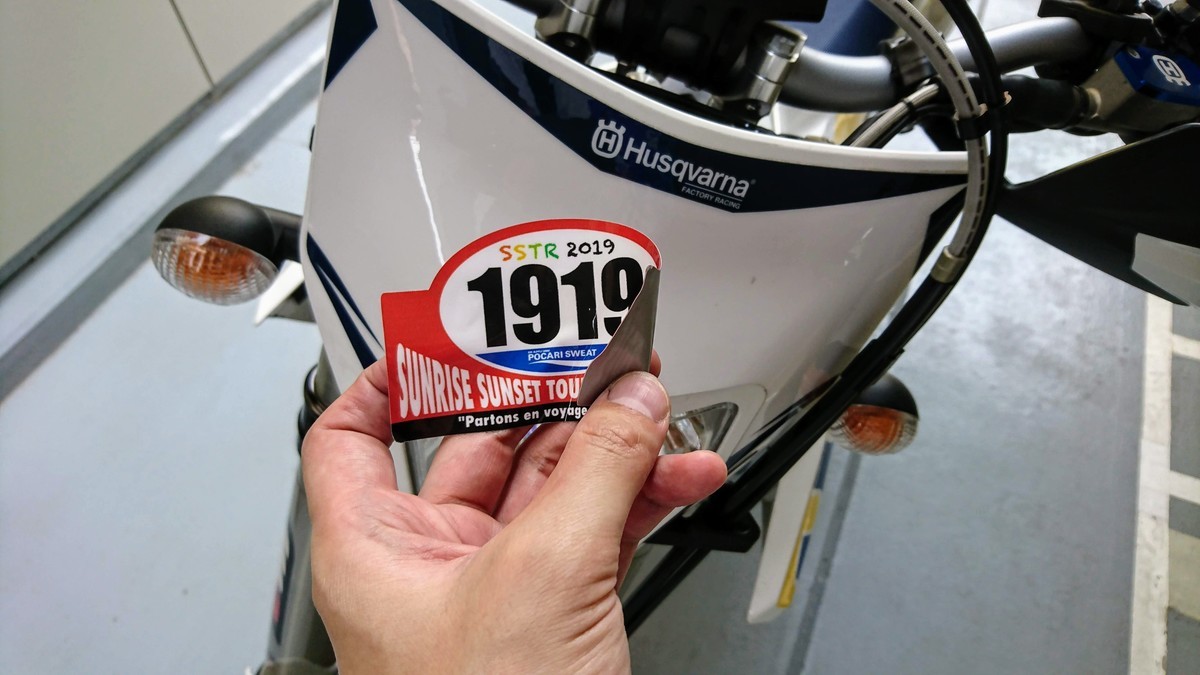 Husqvarna
FACTORY RACING
SSTR 2019
1919
POCARI SWEAT
SUNRISE SUNSET TOU
"Partons en voyage